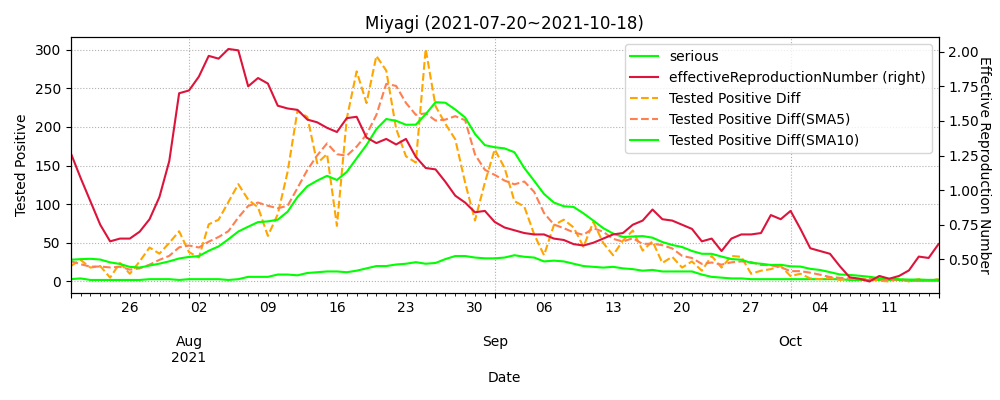 Miyagi (2021-07-20~2021-10-18)
300
250
200
150
100
50
0
Tested Positive
2.00
1.75
1.50
1.25
1.00
0.75
0.50
Effective Reproduction Number
serious
effectiveReproductionNumber (right)
Tested Positive Diff
Tested Positive Diff(SMA5)
Tested Positive Diff(SMA10)
26 02 09 16 23 30 06 13 20 27 04 11
Aug Sep Oct
2021
Date